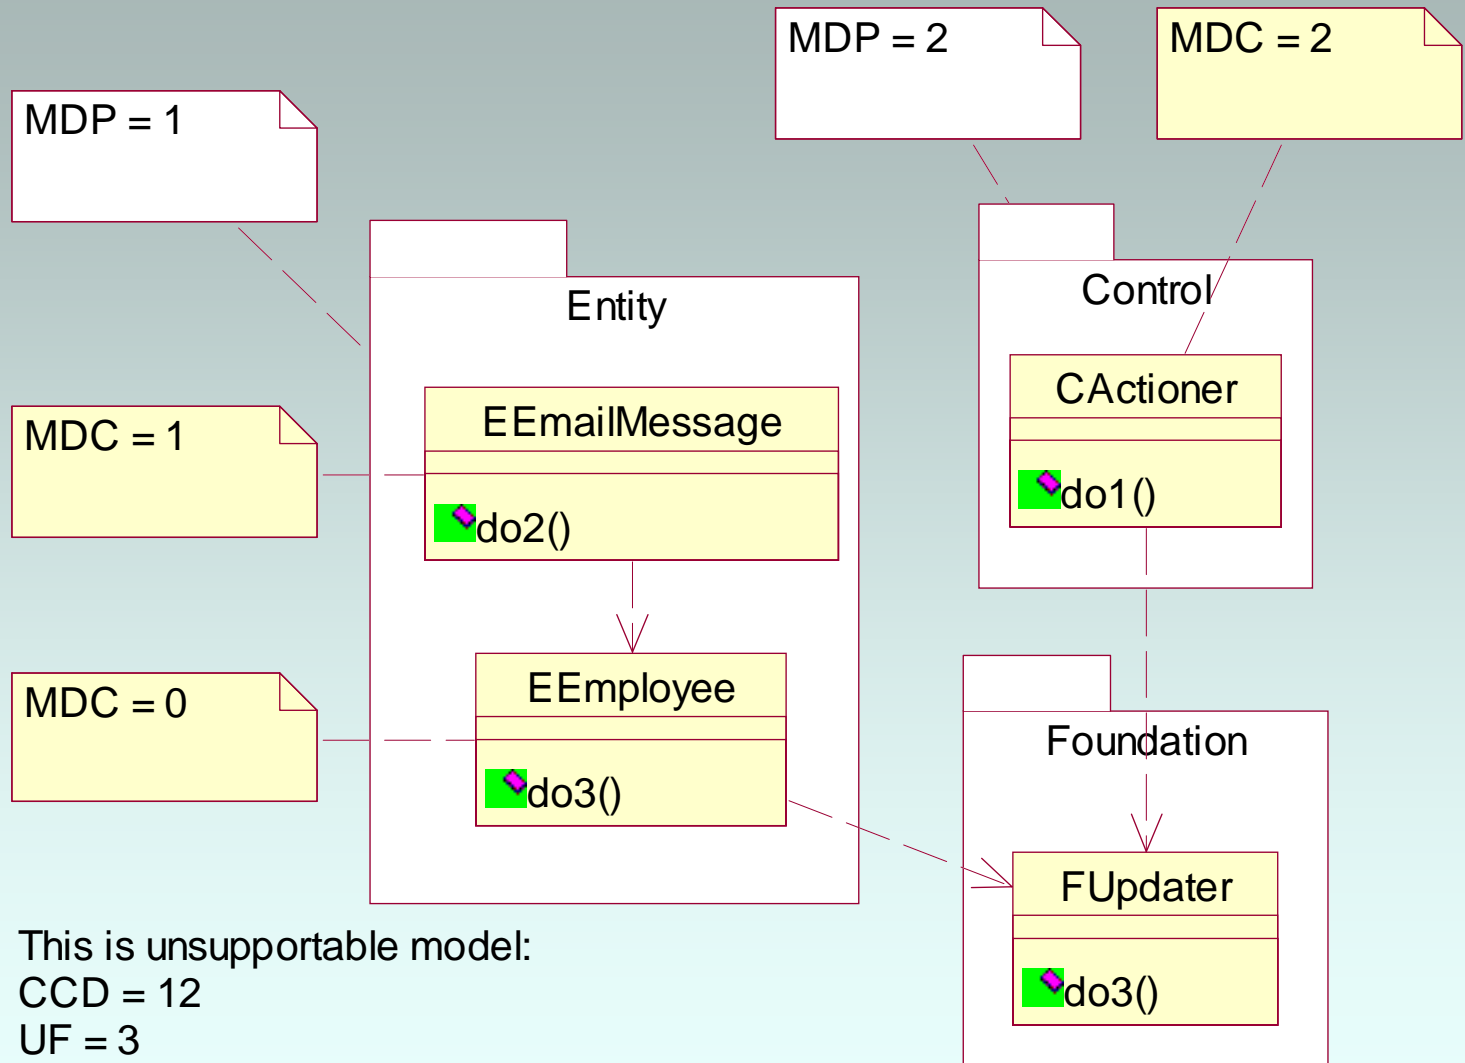 MDP = 2
MDC = 2
MDP = 1
Entity
Control
EEmailMessage
do2()
CActioner
do1()
MDC = 1
EEmployee
do3()
MDC = 0
Foundation
FUpdater
do3()
This is unsupportable model:
CCD = 12
UF = 3